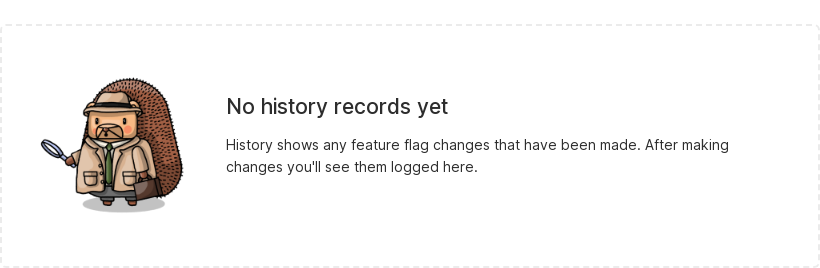 No history records yet
History shows any feature flag changes that have been made. After making
changes you'll see them logged here.